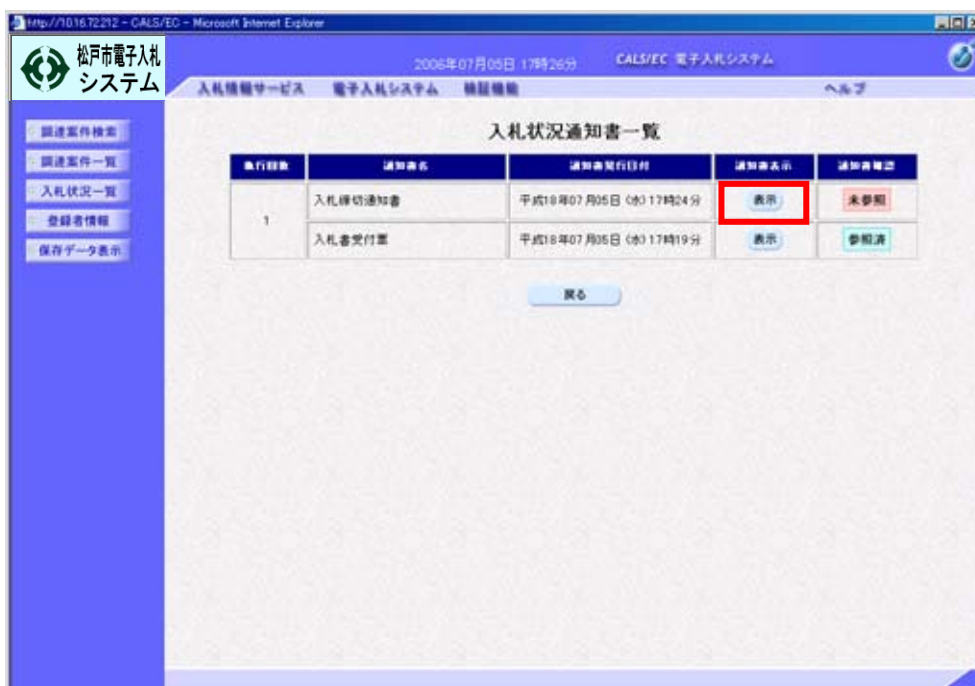 http://10.16.72.212 - CALS/EC - Microsoft Internet Explorer
松戸市電子入札
システム
2006年07月05日 17時26分
CALS/EC 電子入札システム
入札情報サービス
電子入札システム
検証機能
ヘルプ
調達案件検索
調達案件一覧
入札状況一覧
登録者情報
保存データ表示
入札状況通知書一覧
執行回数 通知書名 通知書発行日付 通知書表示 通知書確認
1
入札締切通知書 平成18年07月05日 (水) 17時24分 表示 未参照
入札書受付票 平成18年07月05日 (水) 17時19分 表示 参照済
戻る